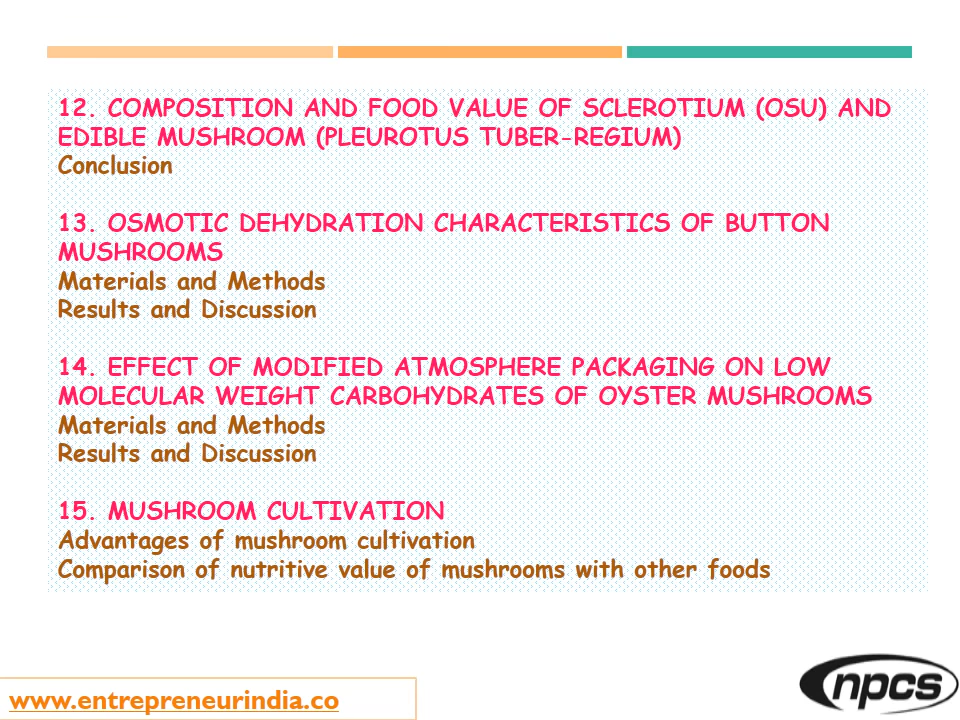 12. COMPOSITION AND FOOD VALUE OF SCLEROTIUM (OSU) AND
EDIBLE MUSHROOM (PLEUROTUS TUBER-REGIUM)
Conclusion
13. OSMOTIC DEHYDRATION CHARACTERISTICS OF BUTTON
MUSHROOMS
Materials and Methods
Results and Discussion
14. EFFECT OF MODIFIED ATMOSPHERE PACKAGING ON LOW
MOLECULAR WEIGHT CARBOHYDRATES OF OYSTER MUSHROOMS
Materials and Methods
Results and Discussion
15. MUSHROOM CULTIVATION
Advantages of mushroom cultivation
Comparison of nutritive value of mushrooms with other foods
www.entrepreneurindia.co
npcs